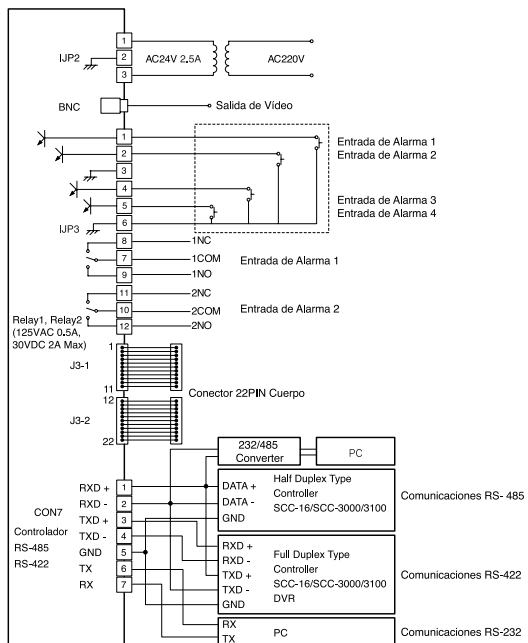 1
IJP2
2
AC24V 2.5A
AC220V
3
BNC
Salida de Vídeo
1
Entrada de Alarma 1
2
Entrada de Alarma 2
3
4
Entrada de Alarma 3
5
Entrada de Alarma 4
6
IJP3
8
1NC
7
1COM
Entrada de Alarma 1
9
1NO
11
2NC
10
2COM
Entrada de Alarma 2
12
2NO
Relay1, Relay2
(125VAC 0.5A,
30VDC 2A Max)
1
J3-1
11
Conector 22PIN Cuerpo
12
J3-2
22
232/485
Converter
PC
CON7
Controlador
RS-485
RS-422
RXD +
1
RXD -
2
TXD +
3
TXD -
4
GND
5
TX
6
RX
7
DATA +
DATA -
GND
Half Duplex Type
Controller
SCC-16/SCC-3000/3100
Comunicaciones RS- 485
RXD +
RXD -
TXD +
TXD -
GND
Full Duplex Type
Controller
SCC-16/SCC-3000/3100
DVR
Comunicaciones RS-422
RX
TX
PC
Comunicaciones RS-232